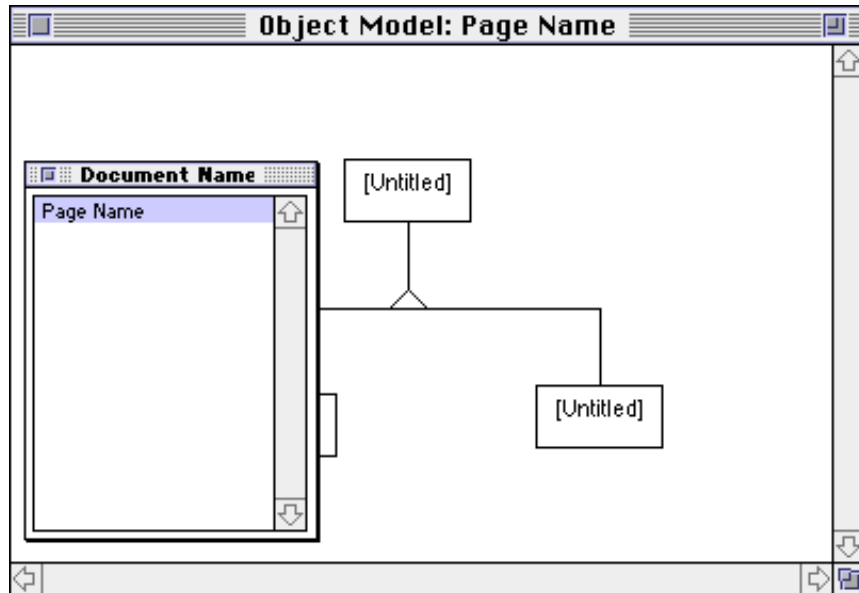 Object Model: Page Name
Document Name
Page Name
[Untitled]
[Untitled]